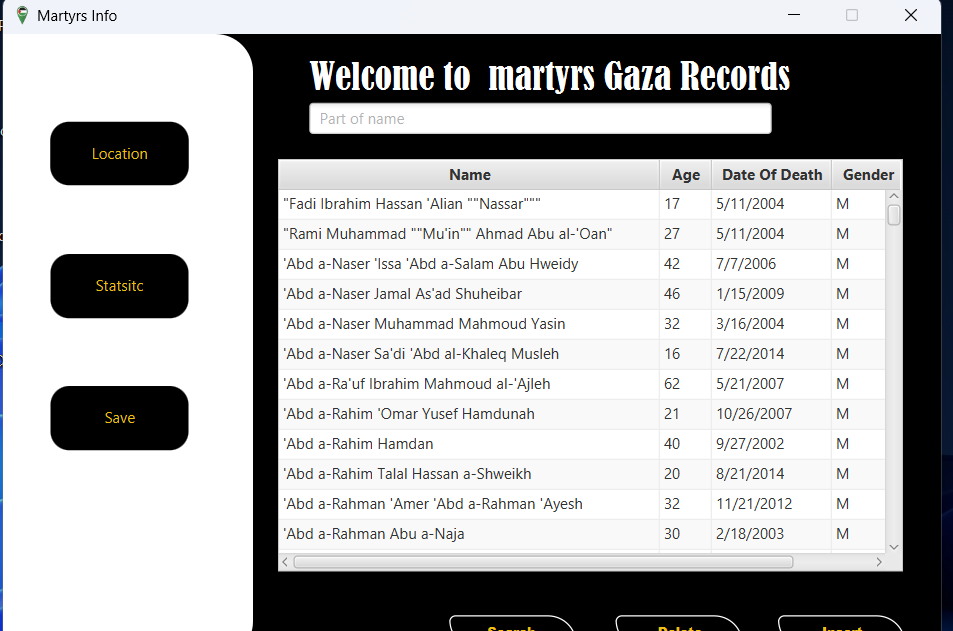 Martyrs Info
Welcome to martyrs Gaza Records
Part of name
Location
Statsitc
Save
Name Age Date Of Death Gender
"Fadi Ibrahim Hassan 'Alian ""Nassar""" 17 5/11/2004 M
"Rami Muhammad ""Mu'in"" Ahmad Abu al-'Oan" 27 5/11/2004 M
'Abd a-Naser 'Issa 'Abd a-Salam Abu Hweidy 42 7/7/2006 M
'Abd a-Naser Jamal As'ad Shuheibar 46 1/15/2009 M
'Abd a-Naser Muhammad Mahmoud Yasin 32 3/16/2004 M
'Abd a-Naser Sa'di 'Abd al-Khaleq Musleh 16 7/22/2014 M
'Abd a-Ra'uf Ibrahim Mahmoud al-'Ajleh 62 5/21/2007 M
'Abd a-Rahim 'Omar Yusef Hamdunah 21 10/26/2007 M
'Abd a-Rahim Hamdan 40 9/27/2002 M
'Abd a-Rahim Talal Hassan a-Shweikh 20 8/21/2014 M
'Abd a-Rahman 'Amer 'Abd a-Rahman 'Ayesh 32 11/21/2012 M
'Abd a-Rahman Abu a-Naja 30 2/18/2003 M
Search Delete Insert